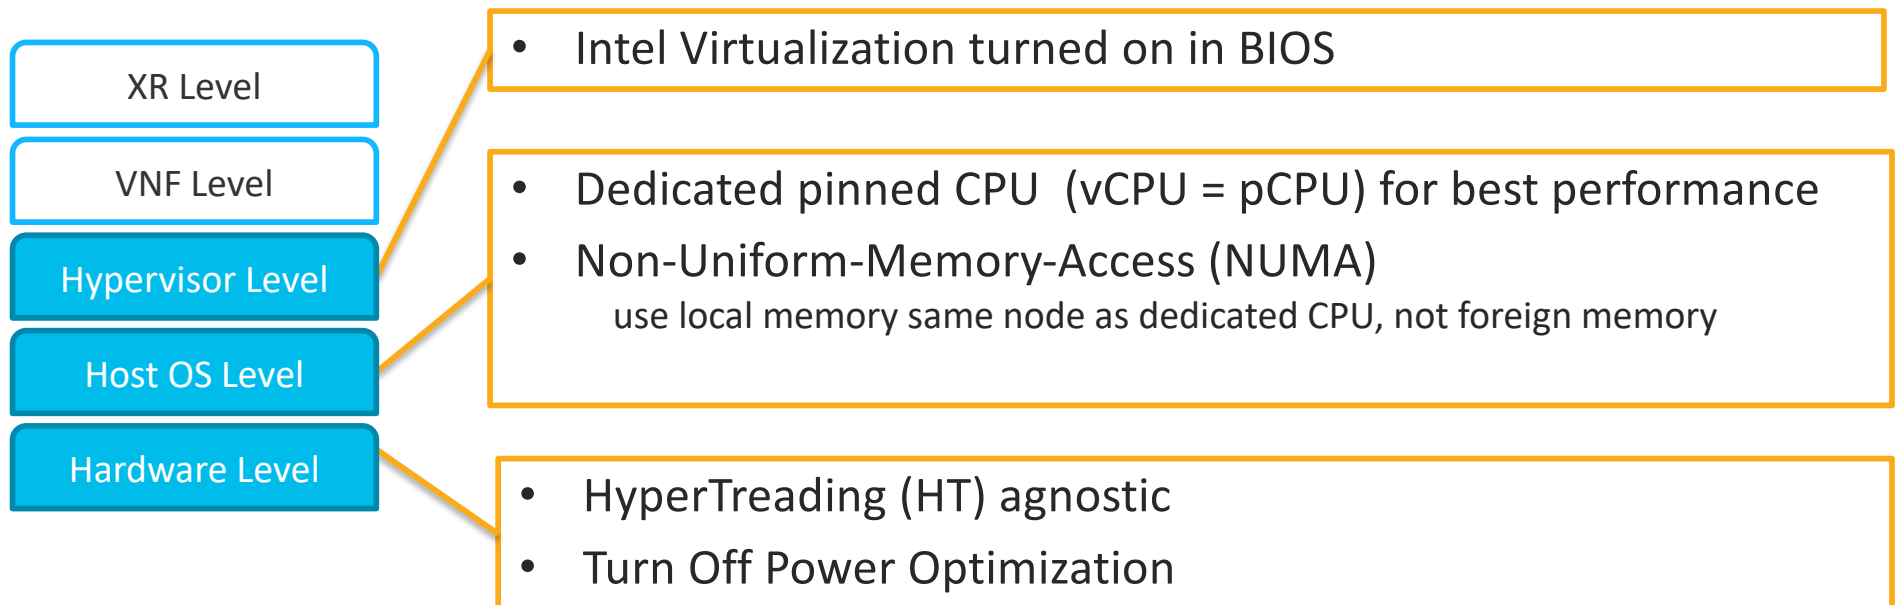 XR Level
VNF Level
Hypervisor Level
Host OS Level
Hardware Level
• Intel Virtualization turned on in BIOS
• Dedicated pinned CPU (vCPU = pCPU) for best performance
• Non-Uniform-Memory-Access (NUMA)
use local memory same node as dedicated CPU, not foreign memory
• HyperTreading (HT) agnostic
• Turn Off Power Optimization